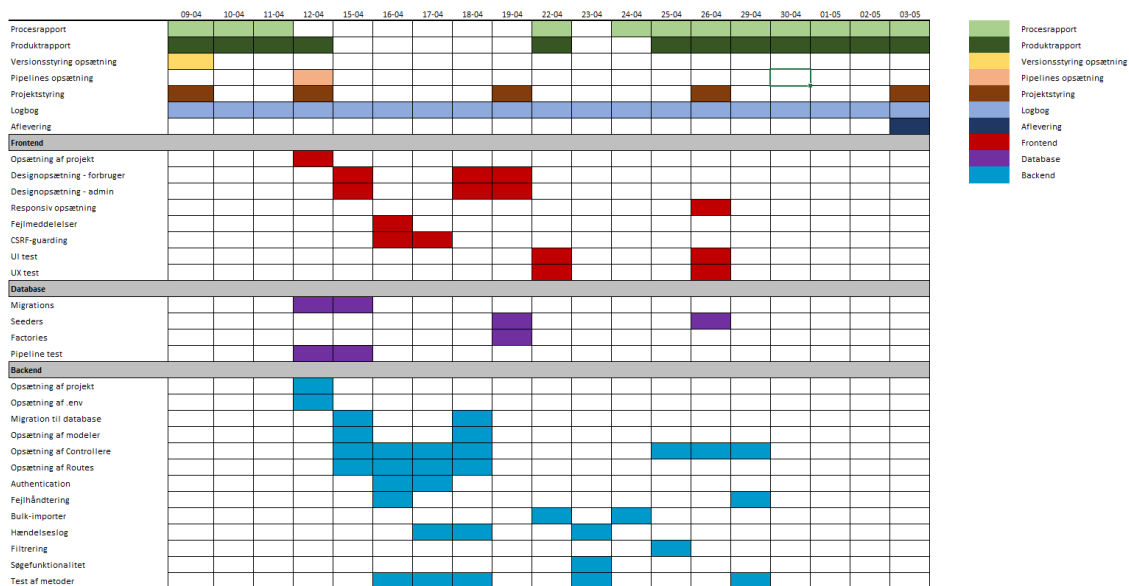 09-04 10-04 11-04 12-04 15-04 16-04 17-04 18-04 19-04 22-04 23-04 24-04 25-04 26-04 29-04 30-04 01-05 02-05 03-05
Procesrapport
Produktrapport
Versionsstyring opsætning
Pipelines opsætning
Projektstyring
Logbog
Aflevering
Frontend
Opsætning af projekt
Designopsætning - forbruger
Designopsætning - admin
Responsiv opsætning
Fejlmeddelelser
CSRF-guarding
UI test
UX test
Database
Migrations
Seeders
Factories
Pipeline test
Backend
Opsætning af projekt
Opsætning af .env
Migration til database
Opsætning af modeler
Opsætning af Controllere
Opsætning af Routes
Authentication
Fejlhåndtering
Bulk-importer
Hændelseslog
Filtrering
Søgefunktionalitet
Test af metoder
Procesrapport
Produktrapport
Versionsstyring opsætning
Pipelines opsætning
Projektstyring
Logbog
Aflevering
Frontend
Database
Backend